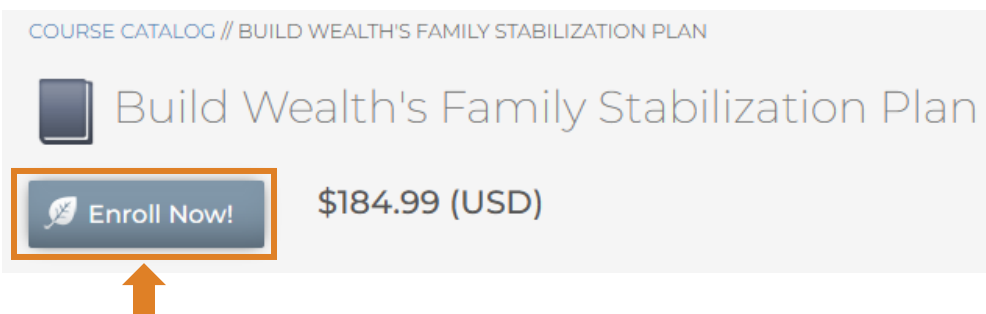 COURSE CATALOG // BUILD WEALTH'S FAMILY STABILIZATION PLAN
Build Wealth's Family Stabilization Plan
Enroll Now!
$184.99 (USD)